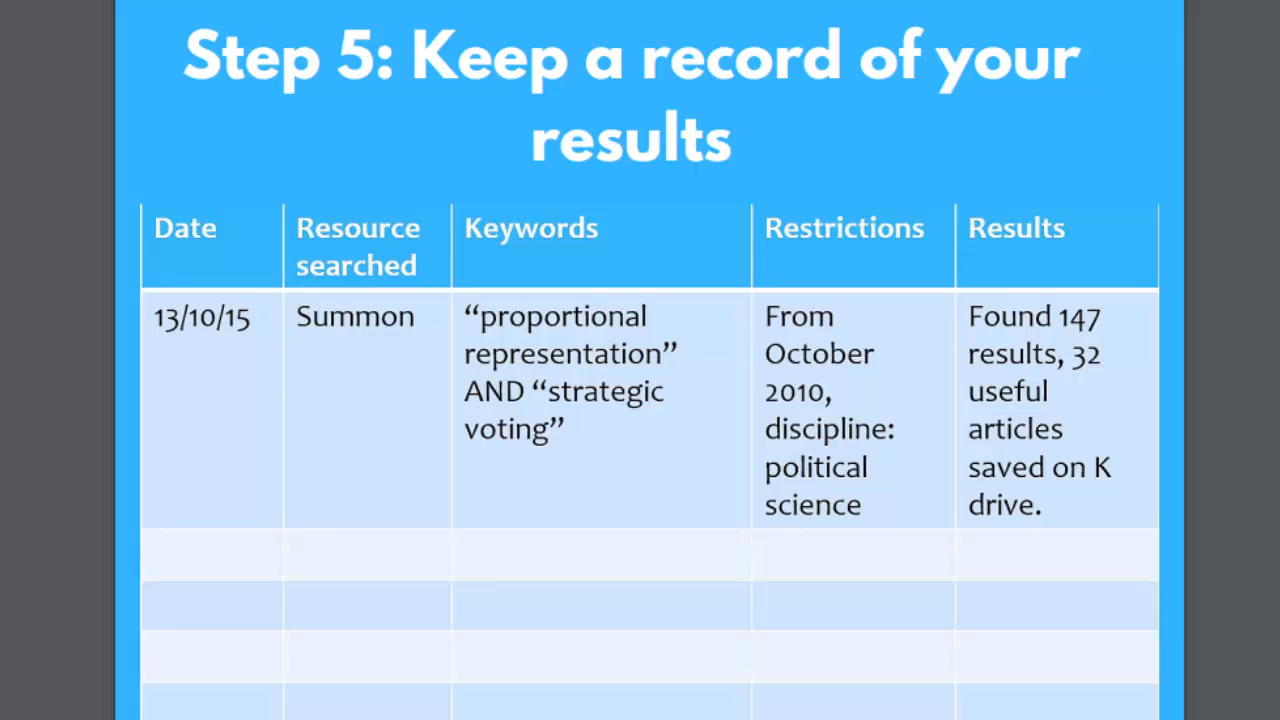 Step 5: Keep a record of your
results
Date
Resource
searched
Keywords
Restrictions
Results
13/10/15
Summon
“proportional
representation”
AND “strategic
voting”
From
October
2010,
discipline:
political
science
Found 147
results, 32
useful
articles
saved on K
drive.